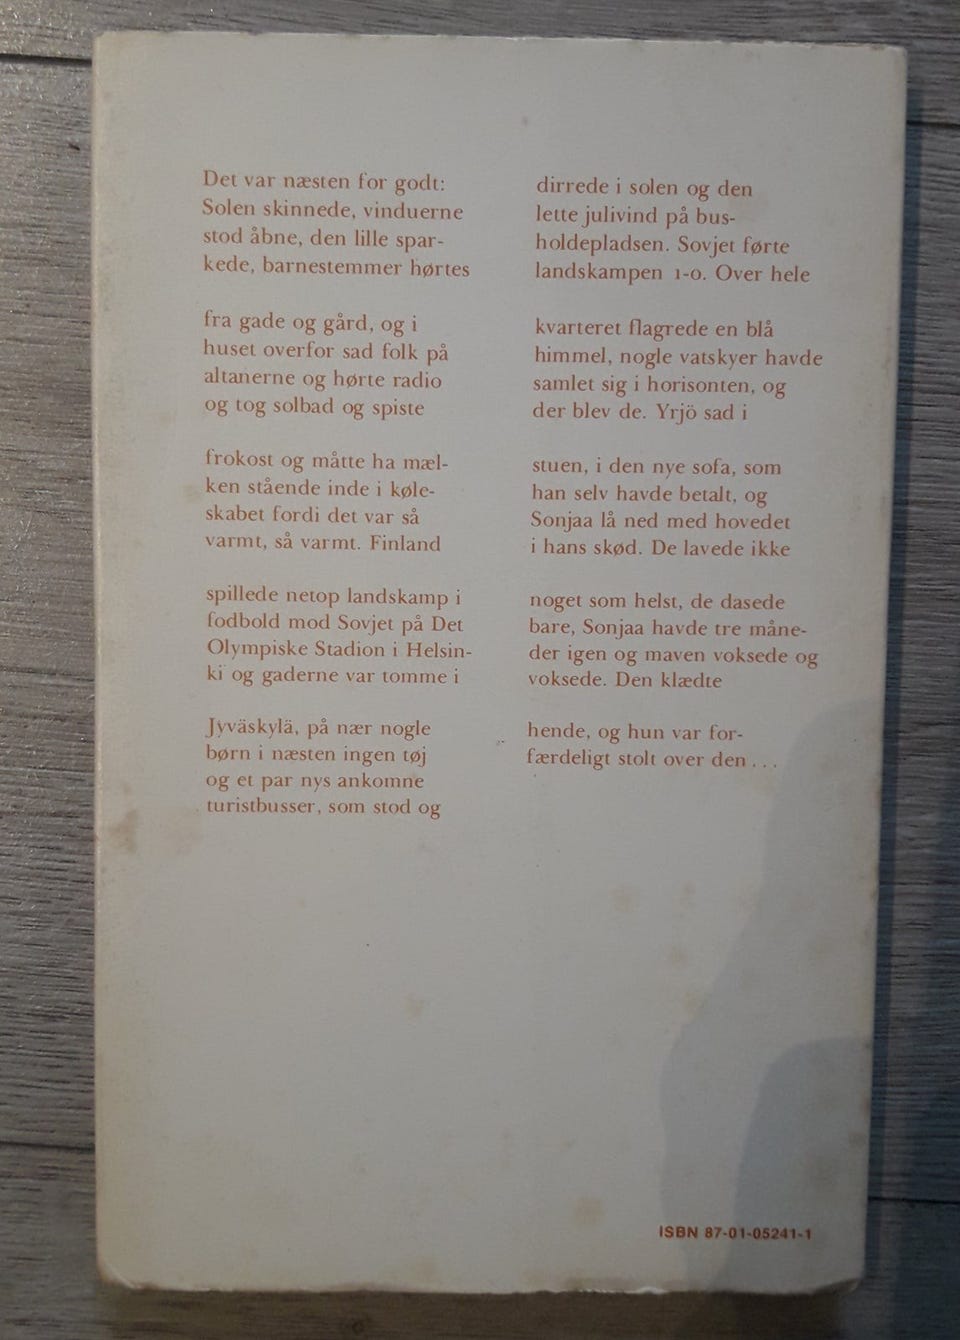 Det var næsten for godt:
Solen skinnede, vinduerne
stod åbne, den lille spar-
kede, barnestemmer hørtes
fra gade og gård, og i
huset overfor sad folk på
altanerne og hørte radio
og tog solbad og spiste
frokost og måtte ha mæl-
ken stående inde i køle-
skabet fordi det var så
varmt, så varmt. Finland
spillede netop landskamp i
fodbold mod Sovjet på Det
Olympiske Stadion i Helsin-
ki og gaderne var tomme i
Jyväskylä, på nær nogle
børn i næsten ingen tøj
og et par nys ankomne
turistbusser, som stod og
dirrede i solen og den
lette julivind på bus-
holdepladsen. Sovjet førte
landskampen 1-0. Over hele
kvarteret flagrede en blå
himmel, nogle vatskyer havde
samlet sig i horisonten, og
der blev de. Yrjö sad i
stuen, i den nye sofa, som
han selv havde betalt, og
Sonjaa lå ned med hovedet
i hans skød. De lavede ikke
noget som helst, de dasede
bare, Sonjaa havde tre måne-
der igen og maven voksede og
voksede. Den klædte
hende, og hun var for-
færdeligt stolt over den ...
ISBN 87-01-05241-1